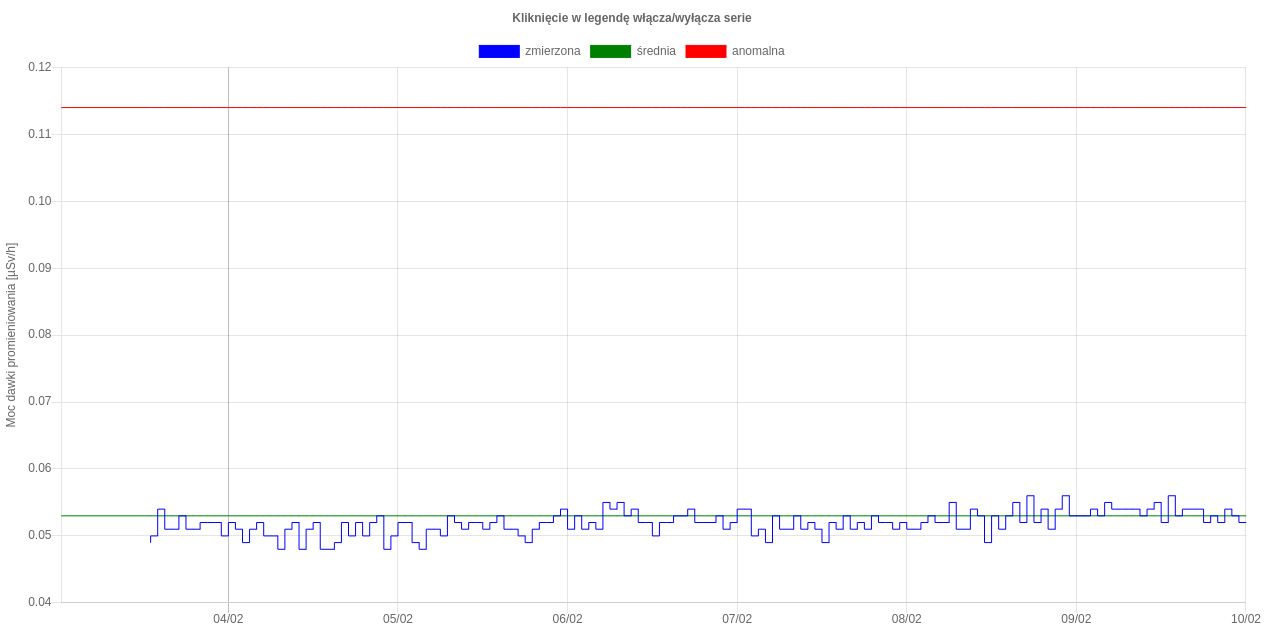 Kliknięcie w legendę włącza/wyłącza serie
zmierzona średnia anomalna
Moc dawki promieniowania [µSv/h]
0.12
0.11
0.10
0.09
0.08
0.07
0.06
0.05
0.04
04/02 05/02 06/02 07/02 08/02 09/02 10/02